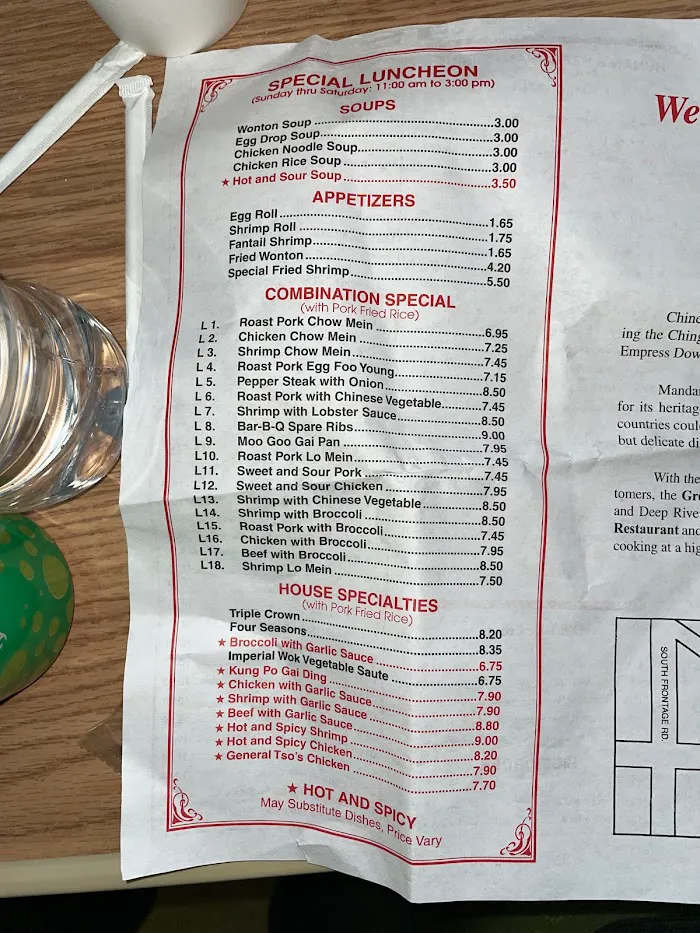 SPECIAL LUNCHEON
(Sunday thru Saturday: 11:00 am to 3:00 pm)
SOUPS
Wonton Soup ........ 3.00
Egg Drop Soup ........ 3.00
Chicken Noodle Soup ........ 3.00
Chicken Rice Soup ........ 3.00
★ Hot and Sour Soup ........ 3.50
APPETIZERS
Egg Roll ........ 1.65
Shrimp Roll ........ 1.75
Fantail Shrimp ........ 1.65
Fried Wonton ........ 4.20
Special Fried Shrimp ........ 5.50
COMBINATION SPECIAL
(with Pork Fried Rice)
L 1. Roast Pork Chow Mein ........ 6.95
L 2. Chicken Chow Mein ........ 7.25
L 3. Shrimp Chow Mein ........ 7.45
L 4. Roast Pork Egg Foo Young ........ 7.15
L 5. Pepper Steak with Onion ........ 8.50
L 6. Roast Pork with Chinese Vegetable ........ 7.45
L 7. Shrimp with Lobster Sauce ........ 8.50
L 8. Bar-B-Q Spare Ribs ........ 9.00
L 9. Moo Goo Gai Pan ........ 7.95
L10. Roast Pork Lo Mein ........ 7.45
L11. Sweet and Sour Pork ........ 7.45
L12. Sweet and Sour Chicken ........ 7.95
L13. Shrimp with Chinese Vegetable ........ 8.50
L14. Shrimp with Broccoli ........ 8.50
L15. Roast Pork with Broccoli ........ 7.45
L16. Chicken with Broccoli ........ 7.95
L17. Beef with Broccoli ........ 8.50
L18. Shrimp Lo Mein ........ 7.50
HOUSE SPECIALTIES
(with Pork Fried Rice)
Triple Crown ........ 8.20
Four Seasons ........ 8.35
★ Broccoli with Garlic Sauce ........ 6.75
Imperial Wok Vegetable Saute ........ 6.75
★ Kung Po Gai Ding ........ 7.90
★ Chicken with Garlic Sauce ........ 7.90
★ Shrimp with Garlic Sauce ........ 8.80
★ Beef with Garlic Sauce ........ 9.00
★ Hot and Spicy Shrimp ........ 8.20
★ Hot and Spicy Chicken ........ 7.90
★ General Tso's Chicken ........ 7.70
★ HOT AND SPICY
May Substitute Dishes, Price Vary
We
Chine
ing the Ching
Empress Dow
Manda
for its heritag
countries coul
but delicate di
With the
tomers, the Gre
and Deep Rive
Restaurant and
cooking at a hig
SOUTH FRONTAGE RD.